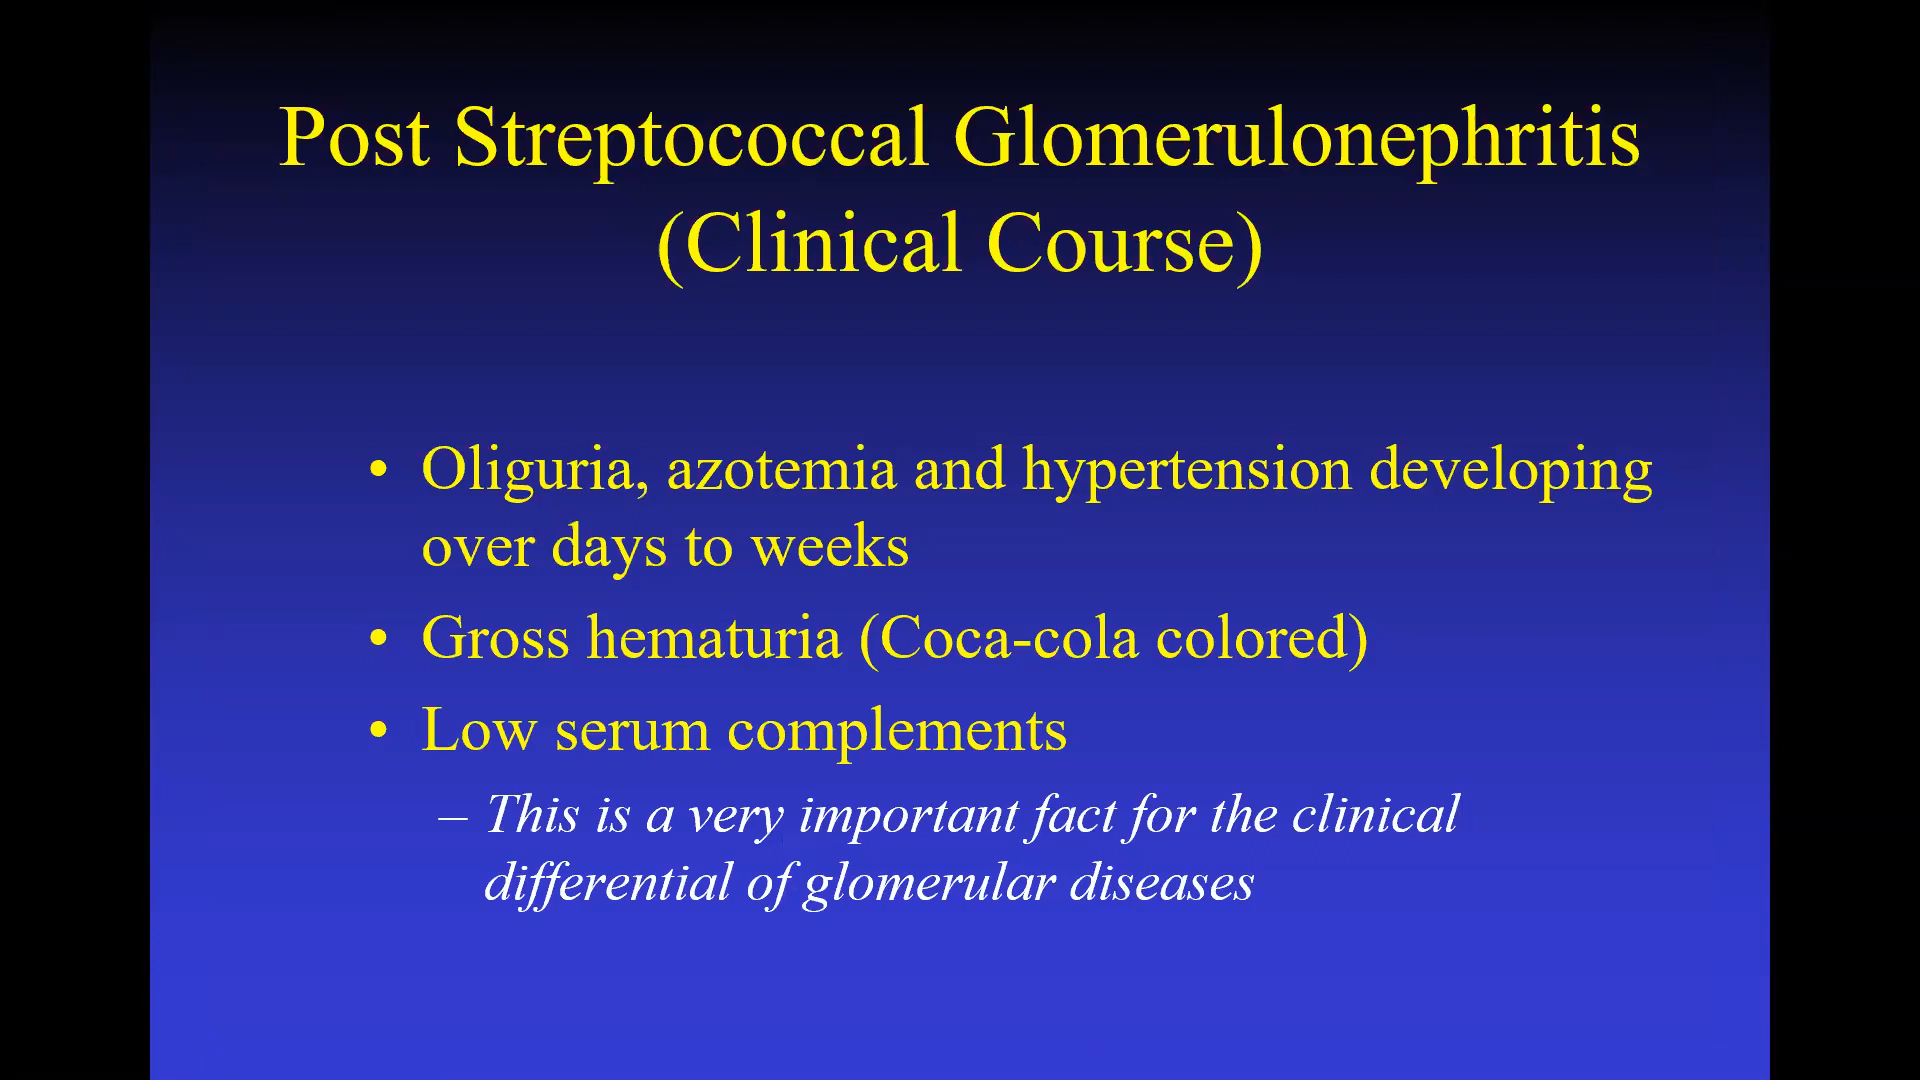 Post Streptococcal Glomerulonephritis
(Clinical Course)
• Oliguria, azotemia and hypertension developing
over days to weeks
• Gross hematuria (Coca-cola colored)
• Low serum complements
– This is a very important fact for the clinical
differential of glomerular diseases